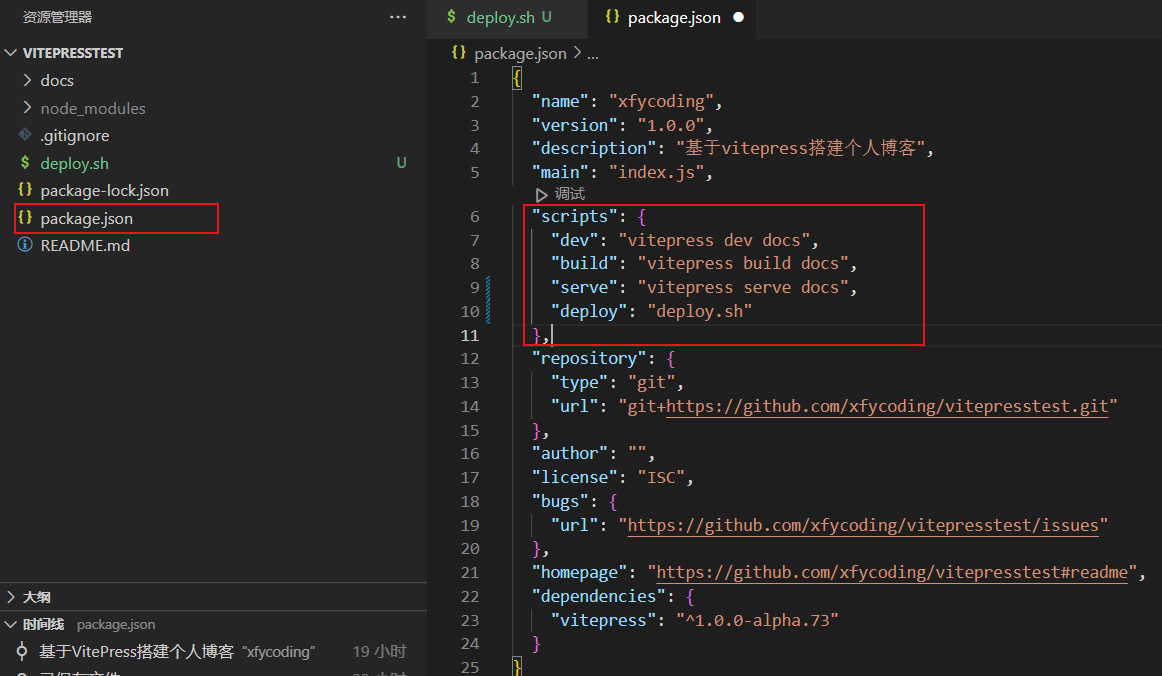 资源管理器 ...
VITEPRESSTEST
docs
node_modules
.gitignore
$ deploy.sh U
{} package-lock.json
{} package.json
README.md
大纲
时间线 package.json
基于VitePress搭建个人博客 “xfycoding” 19 小时
$ deploy.sh U {} package.json ●
{} package.json > ...
1 {
2 "name": "xfycoding",
3 "version": "1.0.0",
4 "description": "基于vitepress搭建个人博客",
5 "main": "index.js",
调试
6 "scripts": {
7 "dev": "vitepress dev docs",
8 "build": "vitepress build docs",
9 "serve": "vitepress serve docs",
10 "deploy": "deploy.sh"
11 },
12 "repository": {
13 "type": "git",
14 "url": "git+https://github.com/xfycoding/vitepresstest.git"
15 },
16 "author": "",
17 "license": "ISC",
18 "bugs": {
19 "url": "https://github.com/xfycoding/vitepresstest/issues"
20 },
21 "homepage": "https://github.com/xfycoding/vitepresstest#readme",
22 "dependencies": {
23 "vitepress": "^1.0.0-alpha.73"
24 }
25 }